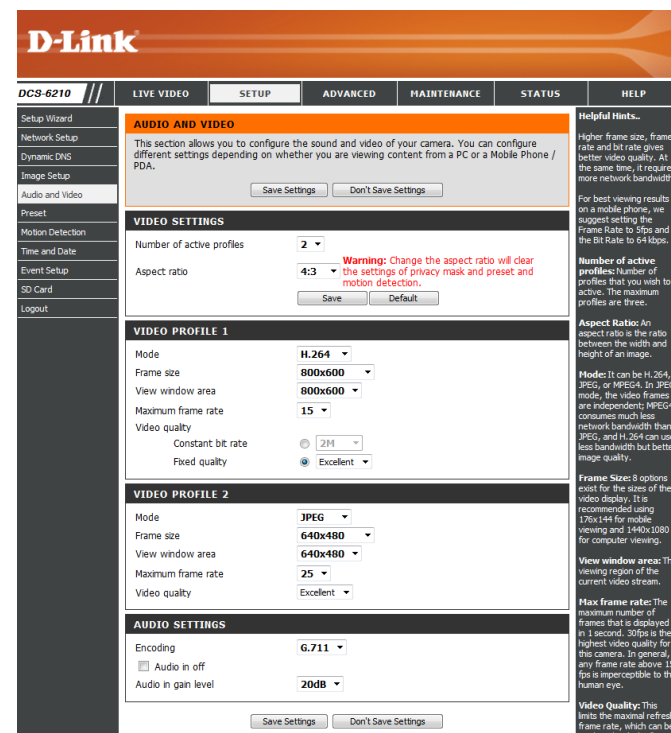 D-Link
DCS-6210
LIVE VIDEO
SETUP
ADVANCED
MAINTENANCE
STATUS
HELP
Setup Wizard
Network Setup
Dynamic DNS
Image Setup
Audio and Video
Preset
Motion Detection
Time and Date
Event Setup
SD Card
Logout
AUDIO AND VIDEO
This section allows you to configure the sound and video of your camera. You can configure
different settings depending on whether you are viewing content from a PC or a Mobile Phone /
PDA.
Save Settings
Don't Save Settings
VIDEO SETTINGS
Number of active profiles 2
Aspect ratio 4:3
Warning: Change the aspect ratio will clear
the settings of privacy mask and preset and
motion detection.
Save
Default
VIDEO PROFILE 1
Mode H.264
Frame size 800x600
View window area 800x600
Maximum frame rate 15
Video quality
Constant bit rate 2M
Fixed quality Excellent
VIDEO PROFILE 2
Mode JPEG
Frame size 640x480
View window area 640x480
Maximum frame rate 25
Video quality Excellent
AUDIO SETTINGS
Encoding G.711
Audio in off
Audio in gain level 20dB
Save Settings
Don't Save Settings
Helpful Hints..
Higher frame size, frame
rate and bit rate gives
better video quality. At
the same time, it require
more network bandwidth
For best viewing results
on a mobile phone, we
suggest setting the
Frame Rate to 5fps and
the Bit Rate to 64 kbps.
Number of active
profiles: Number of
profiles that you wish to
active. The maximum
profiles are three.
Aspect Ratio: An
aspect ratio is the ratio
between the width and
height of an image.
Mode: It can be H.264,
JPEG, or MPEG4. In JPEG
mode, the video frames
are independent; MPEG4
consumes much less
network bandwidth than
JPEG, and H.264 can use
less bandwidth but bette
image quality.
Frame Size: 8 options
exist for the sizes of the
video display. It is
recommended using
176x144 for mobile
viewing and 1440x1080
for computer viewing.
View window area: Th
viewing region of the
current video stream.
Max frame rate: The
maximum number of
frames that is displayed
in 1 second. 30fps is the
highest video quality for
this camera. In general,
any frame rate above 15
fps is imperceptible to th
human eye.
Video Quality: This
limits the maximal refres
frame rate, which can be